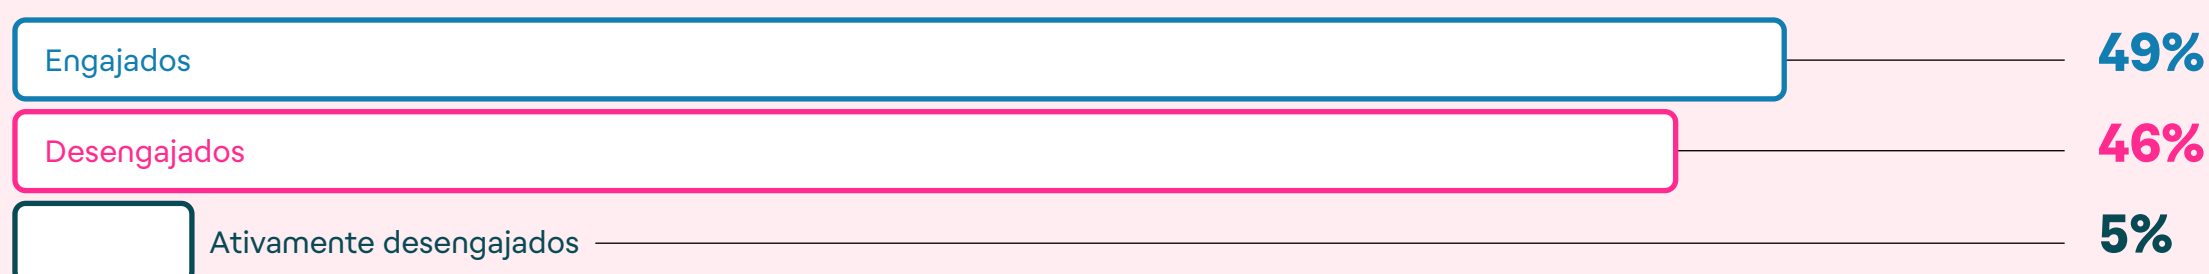 Engajados 49%
Desengajados 46%
Ativamente desengajados 5%